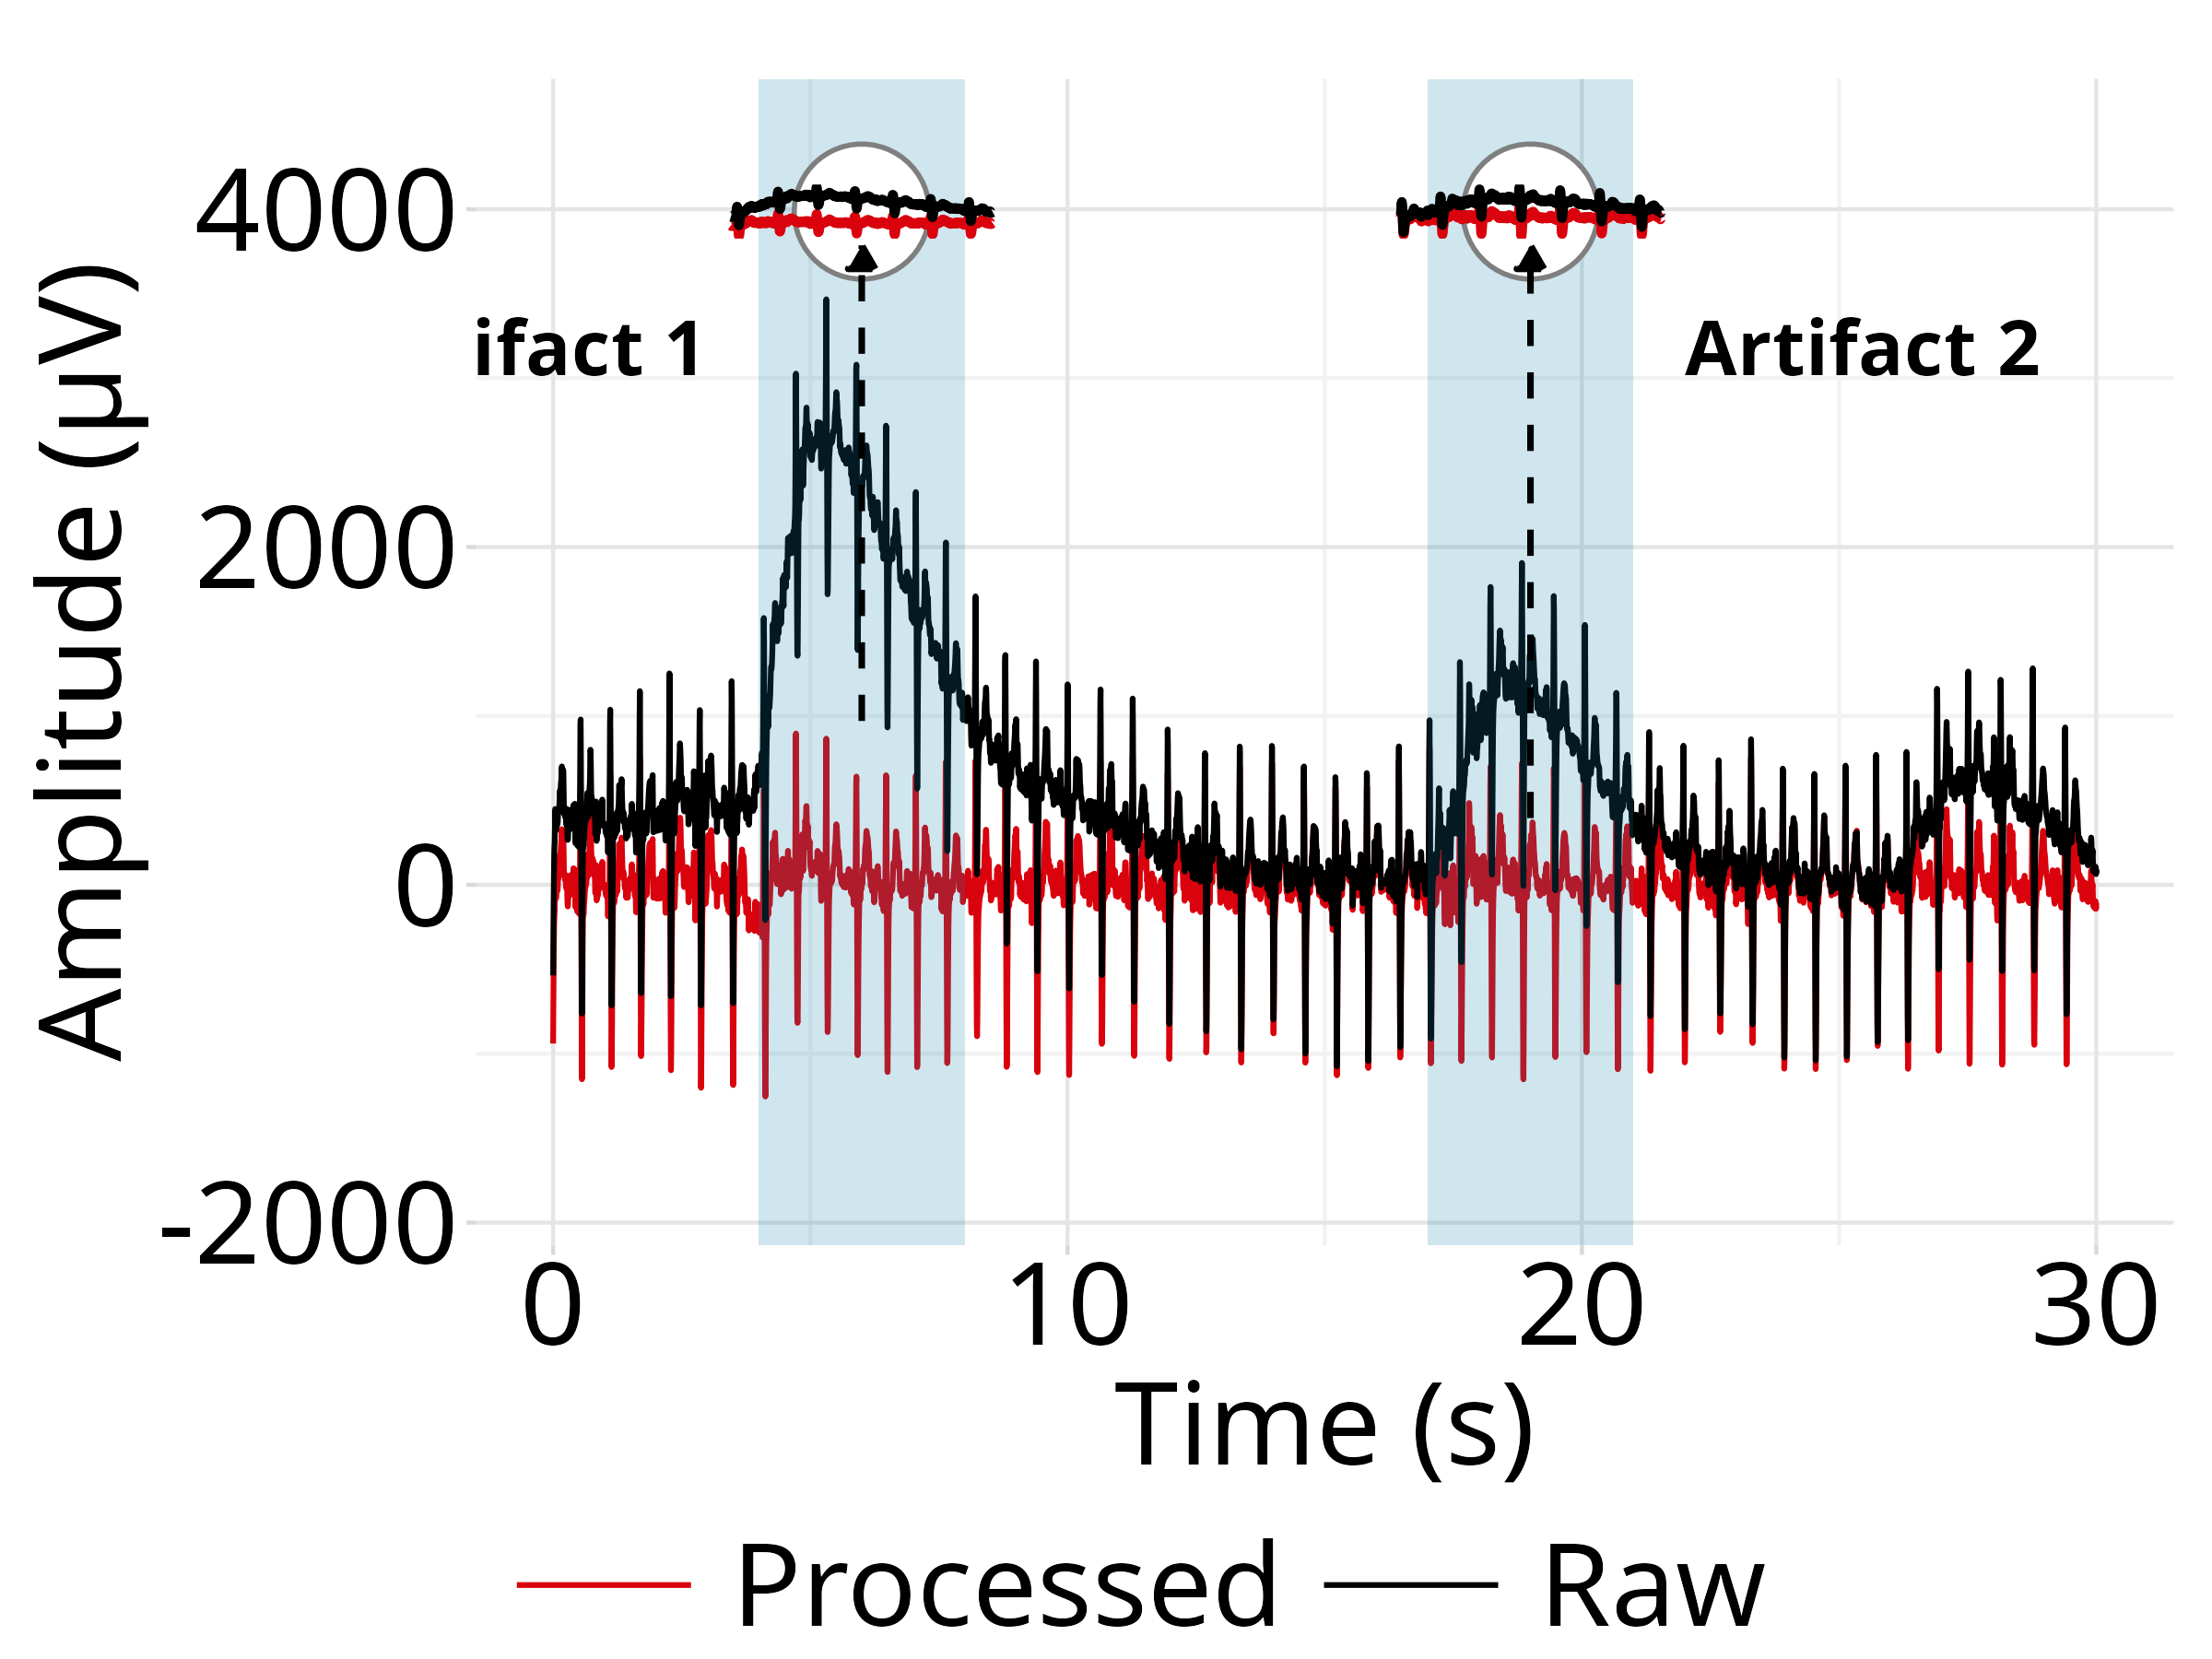 4000
2000
0
-2000
Amplitude (µV)
ifact 1
Artifact 2
0 10 20 30
Time (s)
Processed Raw